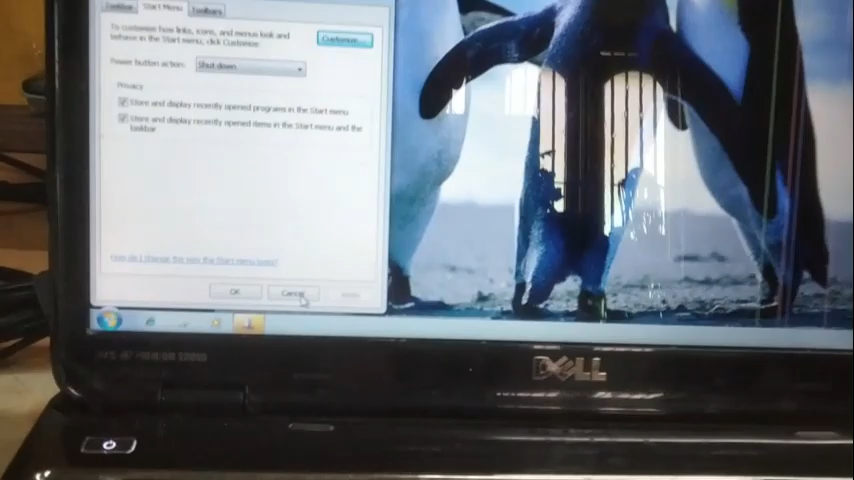 Taskbar
Start Menu
Toolbars
To customize how links, icons, and menus look and
behave in the Start menu, click Customize.
Customize...
Power button action:
Shut down
Privacy
Store and display recently opened programs in the Start menu
Store and display recently opened items in the Start menu and the
taskbar
How do I change the way the Start menu looks?
OK
Cancel
Apply
DELL